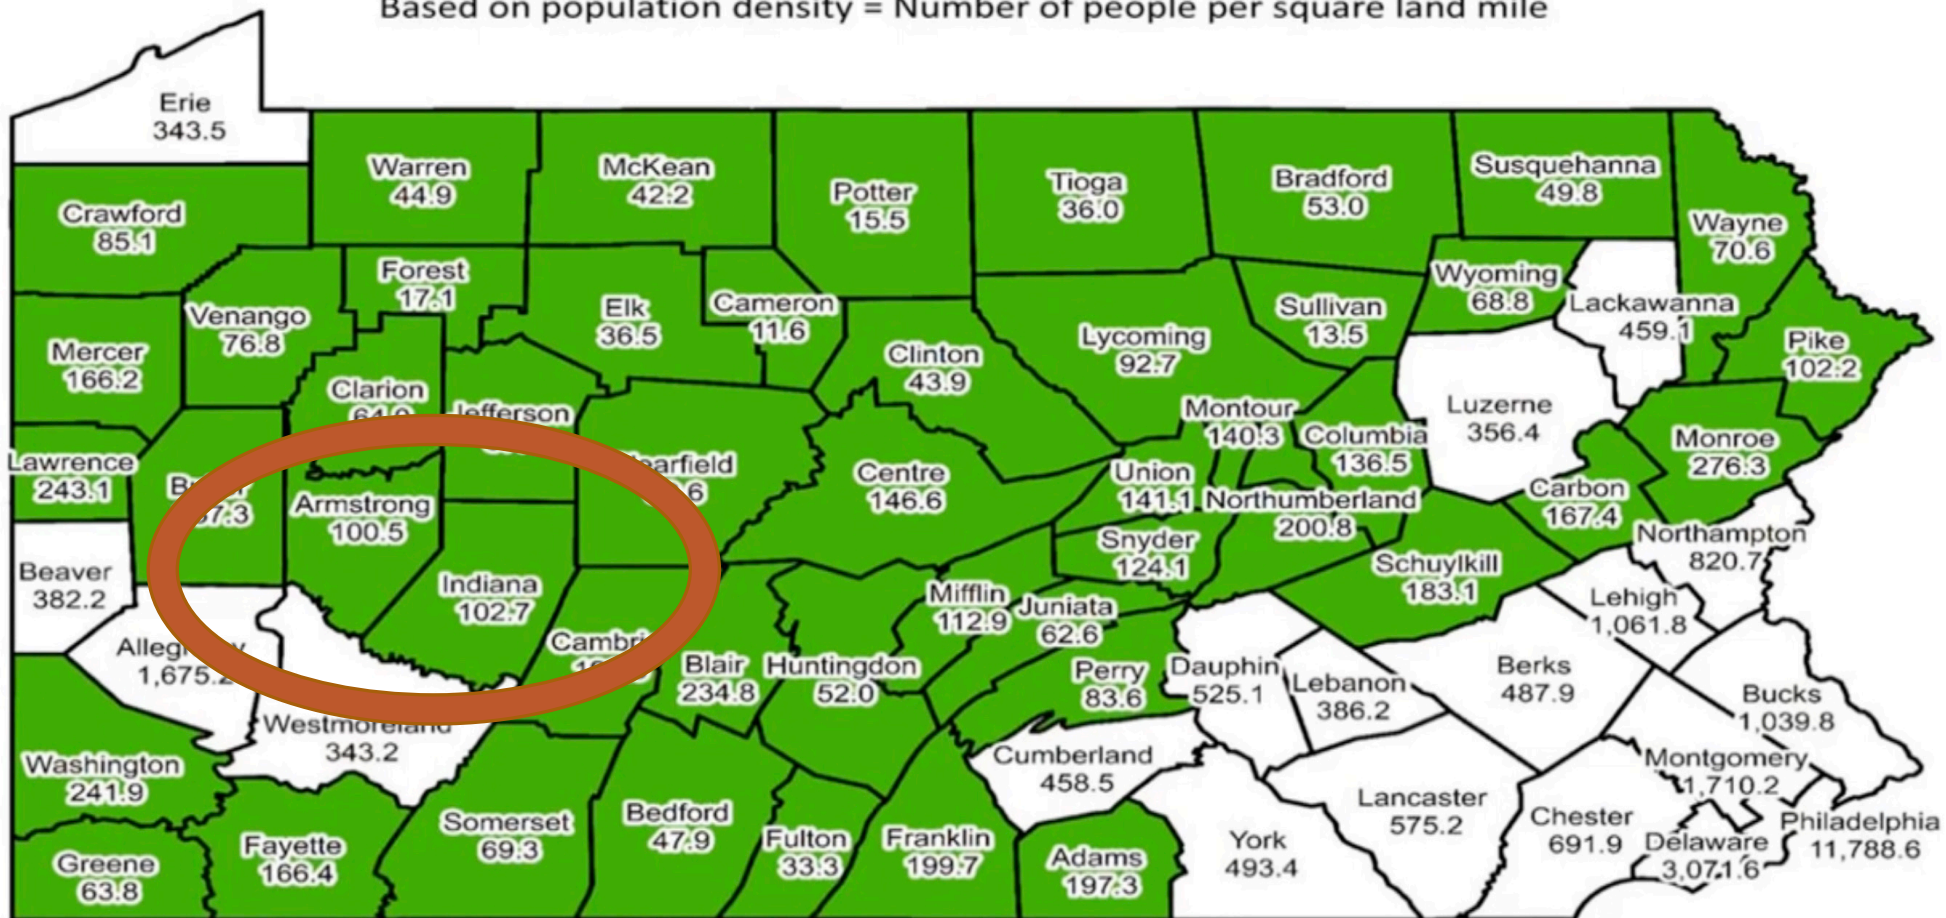 Based on population density = Number of people per square land mile
Erie
343.5
Warren
44.9
McKean
42.2
Potter
15.5
Tioga
36.0
Bradford
53.0
Susquehanna
49.8
Wayne
70.6
Crawford
85.1
Forest
17.1
Venango
76.8
Elk
36.5
Cameron
11.6
Wyoming
68.8
Lackawanna
459.1
Sullivan
13.5
Lycoming
92.7
Pike
102.2
Mercer
166.2
Clinton
43.9
Clarion
Jefferson
Luzerne
356.4
Montour
140.3
Columbia
136.5
Monroe
276.3
Lawrence
243.1
Centre
146.6
Union
141.1
Northumberland
200.8
Carbon
167.4
Armstrong
100.5
Snyder
124.1
Northampton
820.7
Beaver
382.2
Indiana
102.7
Schuylkill
183.1
Mifflin
112.9
Juniata
62.6
Lehigh
1,061.8
Blair
234.8
Huntingdon
52.0
Perry
83.6
Dauphin
525.1
Lebanon
386.2
Berks
487.9
Bucks
1,039.8
Westmoreland
343.2
Washington
241.9
Cumberland
458.5
Montgomery
1,710.2
Lancaster
575.2
Chester
691.9
Delaware
3,071.6
Philadelphia
11,788.6
Somerset
69.3
Bedford
47.9
Fulton
33.3
Franklin
199.7
Adams
197.3
York
493.4
Fayette
166.4
Greene
63.8